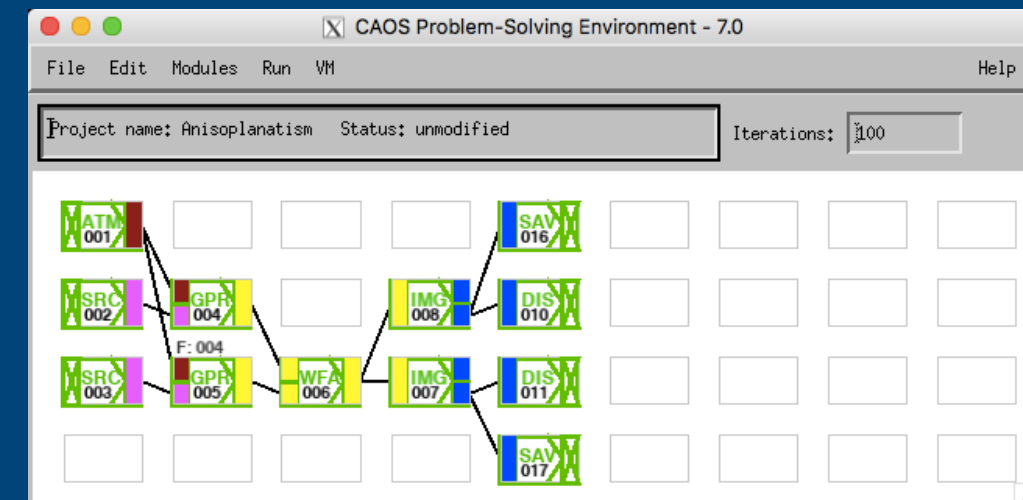 CAOS Problem-Solving Environment - 7.0
File Edit Modules Run VM Help
Project name: Anisoplanatism Status: unmodified Iterations: 100
ATM SAV
001 016
SRC GPR IMG DIS
002 004 008 010
F: 004
SRC GPR WFA IMG DIS
003 005 006 007 011
SAV
017